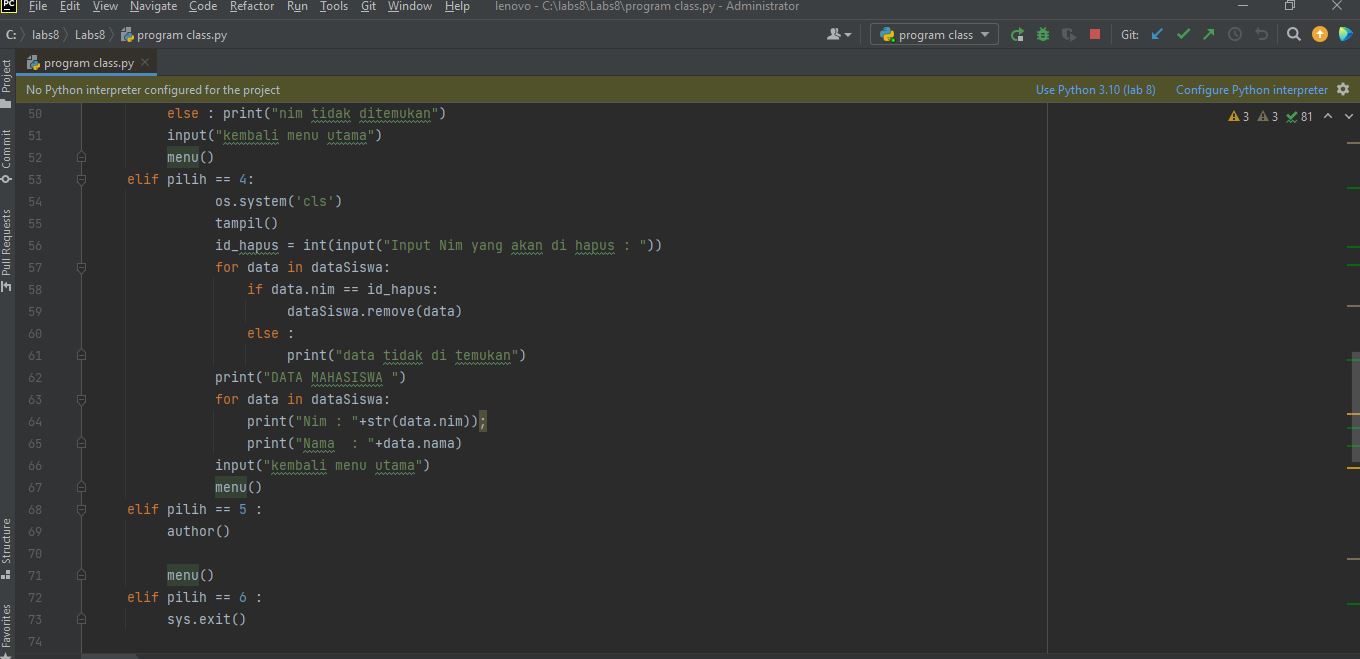 PC File Edit View Navigate Code Refactor Run Tools Git Window Help lenovo - C:\labs8\Labs8\program class.py - Administrator
C: labs8 Labs8 program class.py program class Git:
program class.py
No Python interpreter configured for the project Use Python 3.10 (lab 8) Configure Python interpreter
3 3 81
50 else : print("nim tidak ditemukan")
51 input("kembali menu utama")
52 menu()
53 elif pilih == 4:
54 os.system('cls')
55 tampil()
56 id_hapus = int(input("Input Nim yang akan di hapus : "))
57 for data in dataSiswa:
58 if data.nim == id_hapus:
59 dataSiswa.remove(data)
60 else :
61 print("data tidak di temukan")
62 print("DATA MAHASISWA ")
63 for data in dataSiswa:
64 print("Nim : "+str(data.nim));
65 print("Nama  : "+data.nama)
66 input("kembali menu utama")
67 menu()
68 elif pilih == 5 :
69 author()
70
71 menu()
72 elif pilih == 6 :
73 sys.exit()
74
Project
Commit
Pull Requests
Structure
Favorites